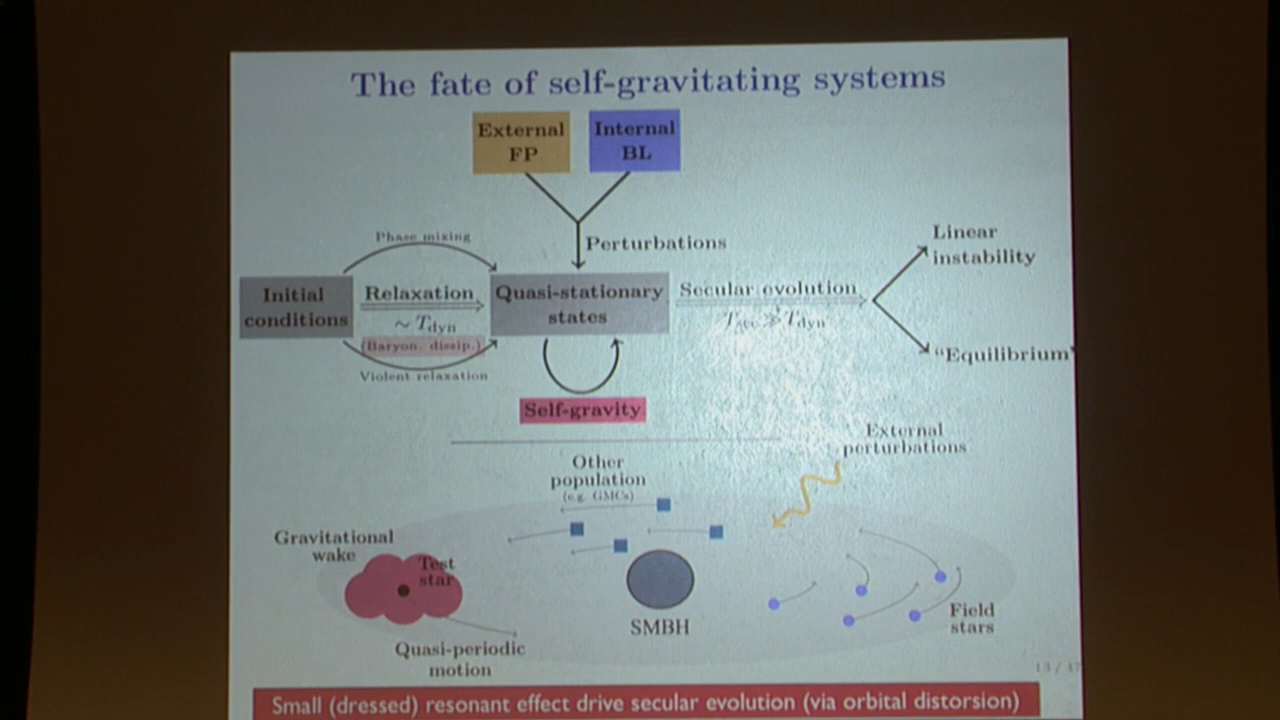 The fate of self-gravitating systems
External
FP
Internal
BL
Perturbations
Phase mixing
Initial
conditions
Relaxation
∼ Tdyn
(Baryon. dissip.)
Violent relaxation
Quasi-stationary
states
Secular evolution
Tsec ≫ Tdyn
Linear
instability
“Equilibrium”
Self-gravity
External
perturbations
Other
population
(e.g. GMCs)
Gravitational
wake
Test
star
SMBH
Field
stars
Quasi-periodic
motion
13 / 47
Small (dressed) resonant effect drive secular evolution (via orbital distorsion)